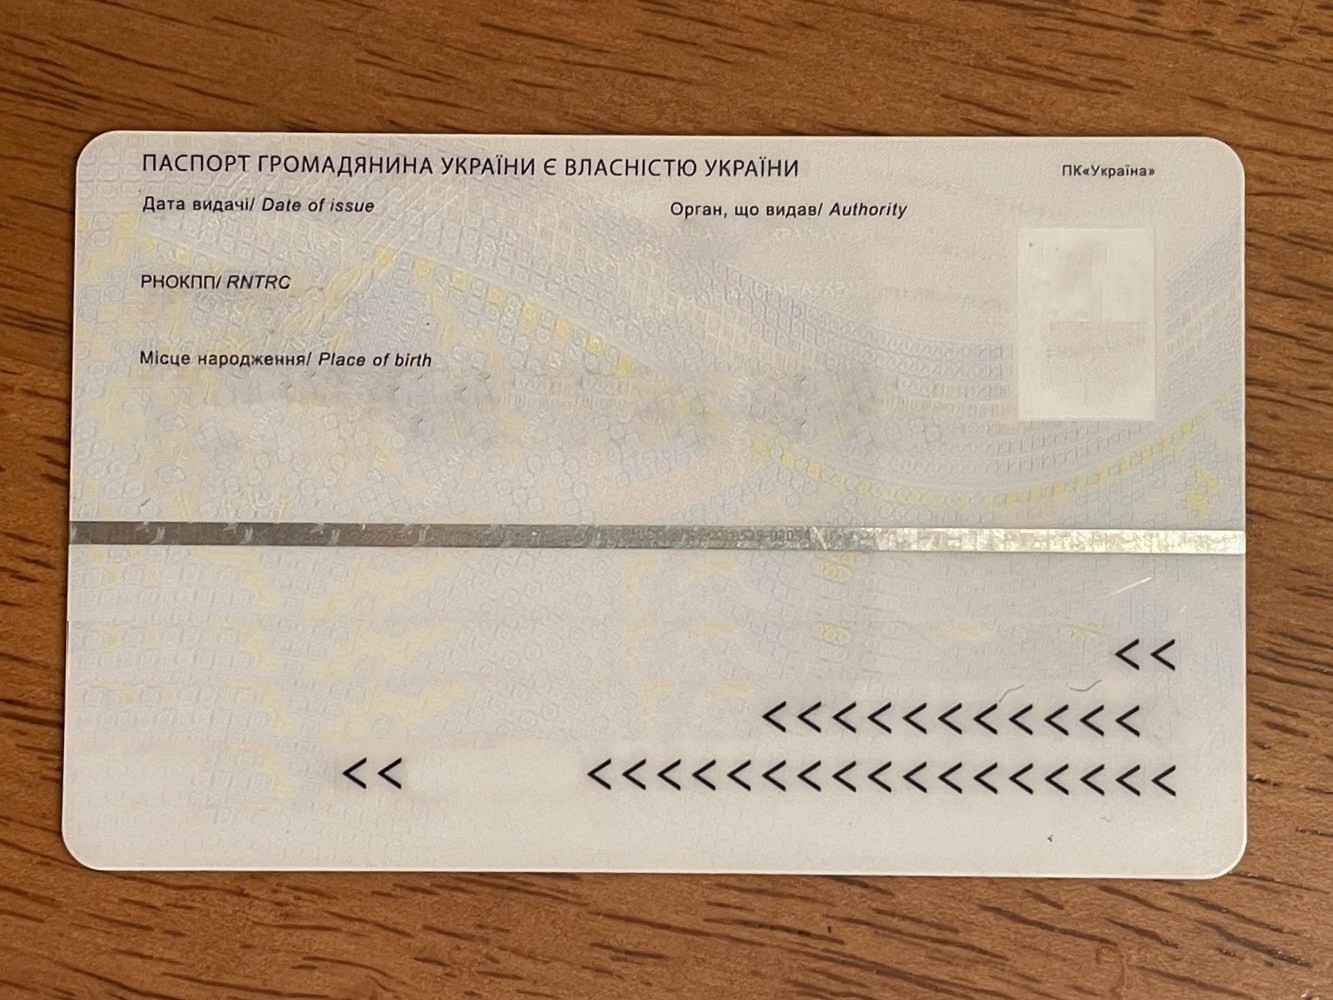 ПАСПОРТ ГРОМАДЯНИНА УКРАЇНИ Є ВЛАСНІСТЮ УКРАЇНИ
ПК«Україна»
Дата видачі/ Date of issue
Орган, що видав/ Authority
РНОКПП/ RNTRC
Місце народження/ Place of birth
<<
<<<<<<<<<<<
<< <<<<<<<<<<<<<<<<<